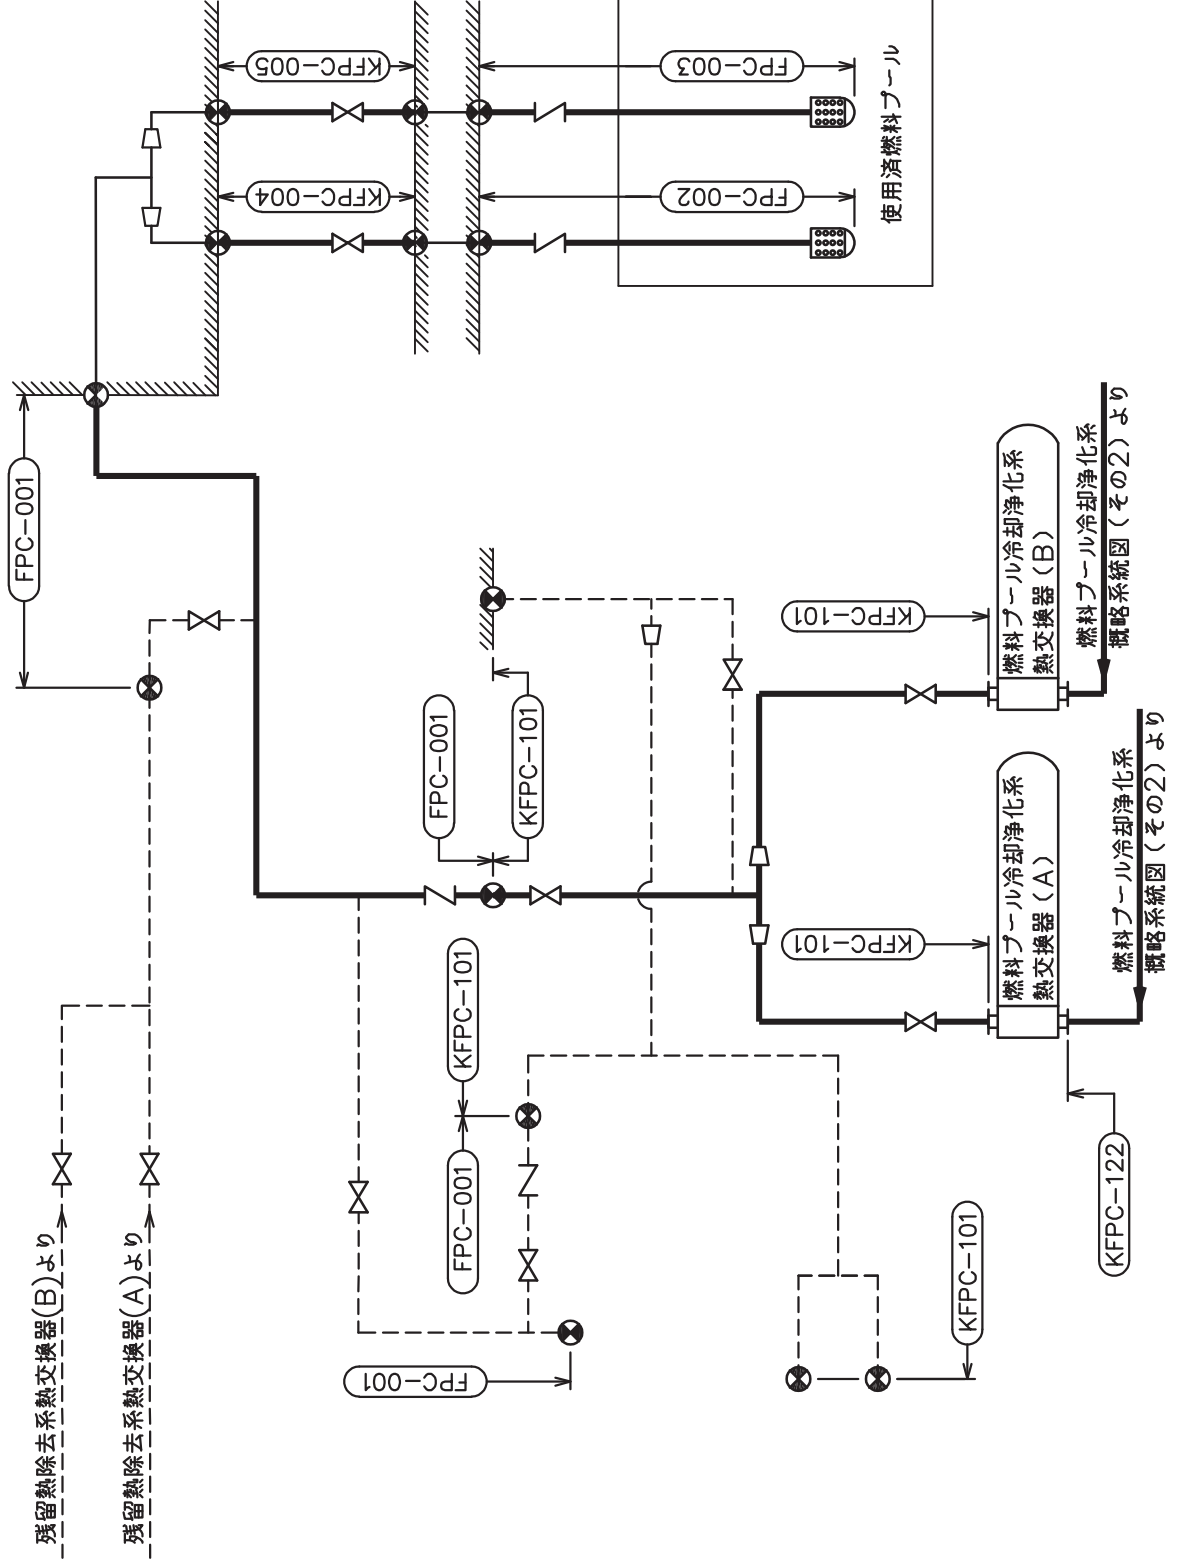 残留熱除去系熱交換器(B)より
残留熱除去系熱交換器(A)より
FPC-001
KFPC-005
KFPC-004
FPC-003
FPC-002
使用済燃料プール
FPC-001
KFPC-101
KFPC-101
FPC-001
FPC-001
KFPC-101
KFPC-101
燃料プール冷却浄化系
熱交換器(B)
燃料プール冷却浄化系
概略系統図(その2)より
KFPC-101
燃料プール冷却浄化系
熱交換器(A)
燃料プール冷却浄化系
概略系統図(その2)より
KFPC-122